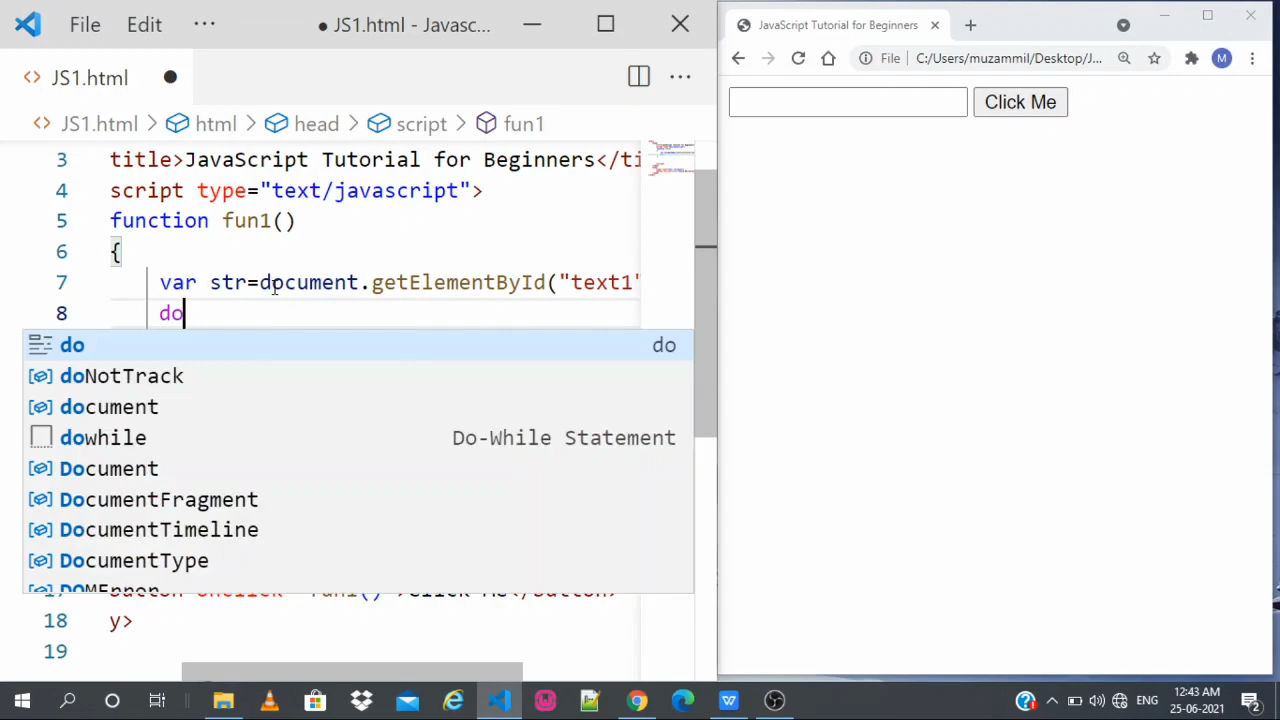 File Edit ··· ● JS1.html - Javasc...
JS1.html
JS1.html > html > head > script > fun1
3 title>JavaScript Tutorial for Beginners</ti
4 script type="text/javascript">
5 function fun1()
6 {
7 var str=document.getElementById("text1"
8 do
do do
doNotTrack
document
dowhile Do-While Statement
Document
DocumentFragment
DocumentTimeline
DocumentType
DOMError
18 y>
19
JavaScript Tutorial for Beginners
File C:/Users/muzammil/Desktop/J...
M
Click Me
ENG
12:43 AM
25-06-2021
2